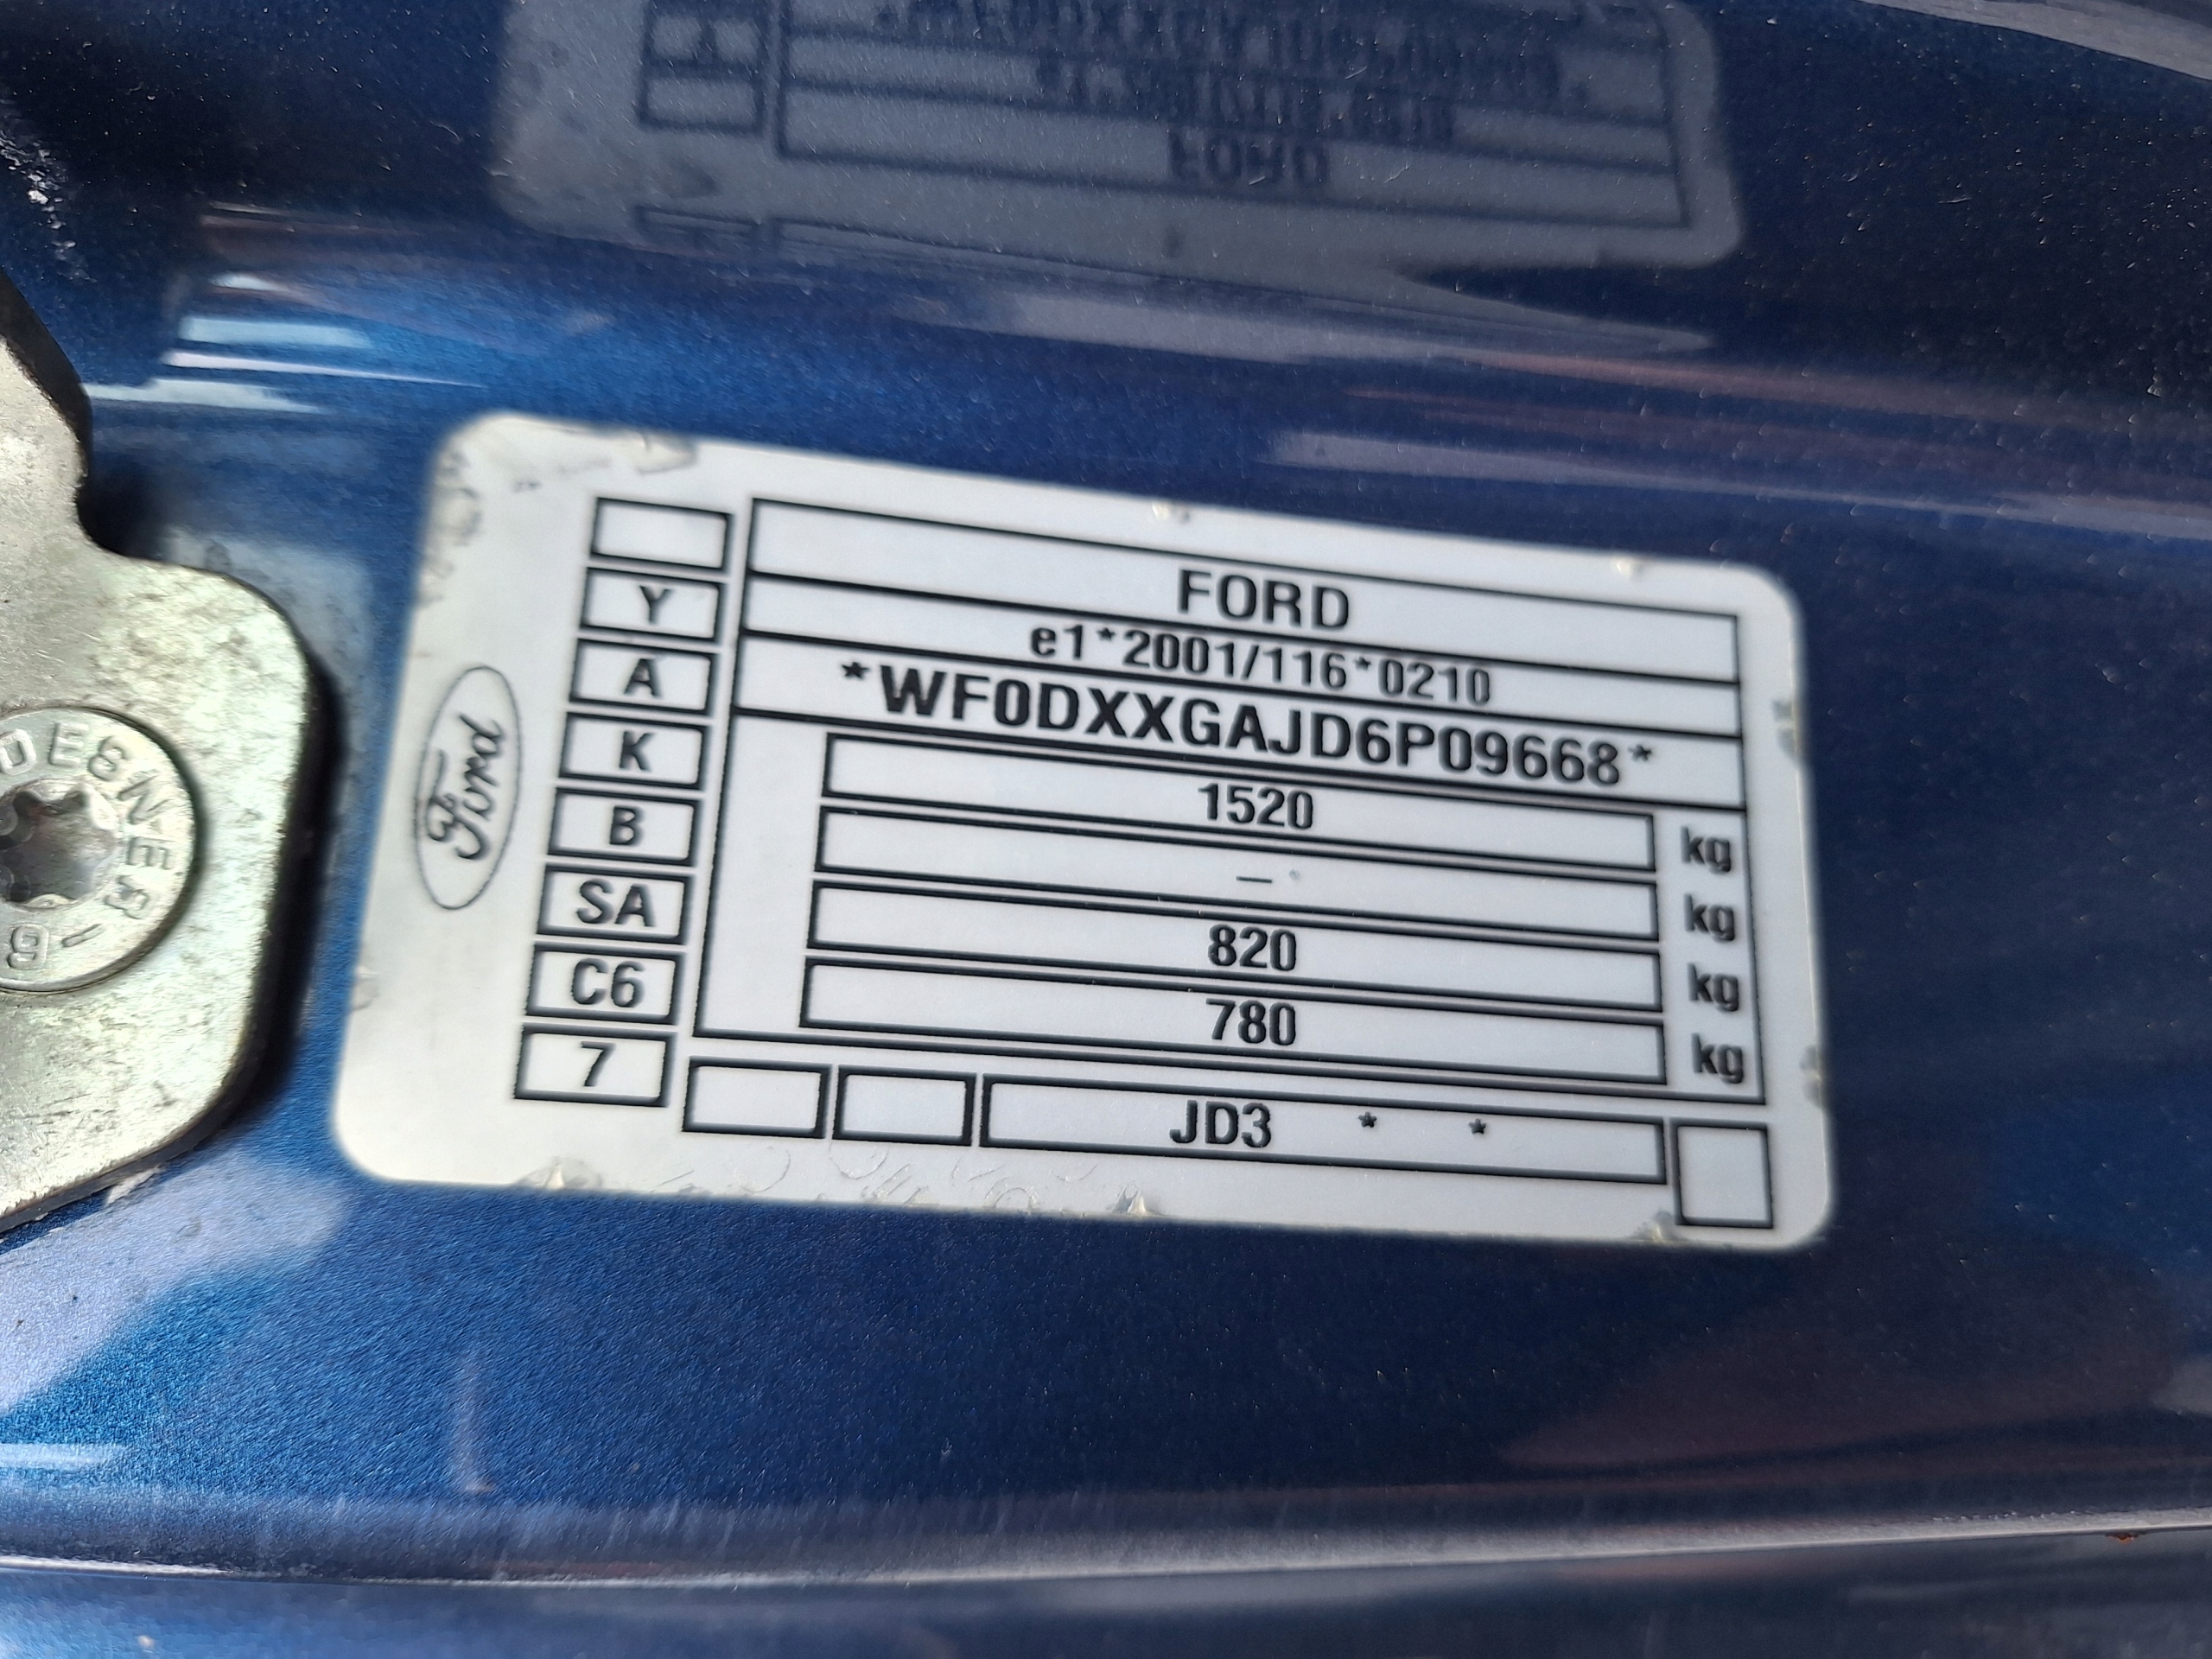 FORD
e1*2001/116*0210
*WF0DXXGAJD6P09668*
1520 kg
– kg
820 kg
780 kg
JD3 * *
Y
A
K
B
SA
C6
7
Ford